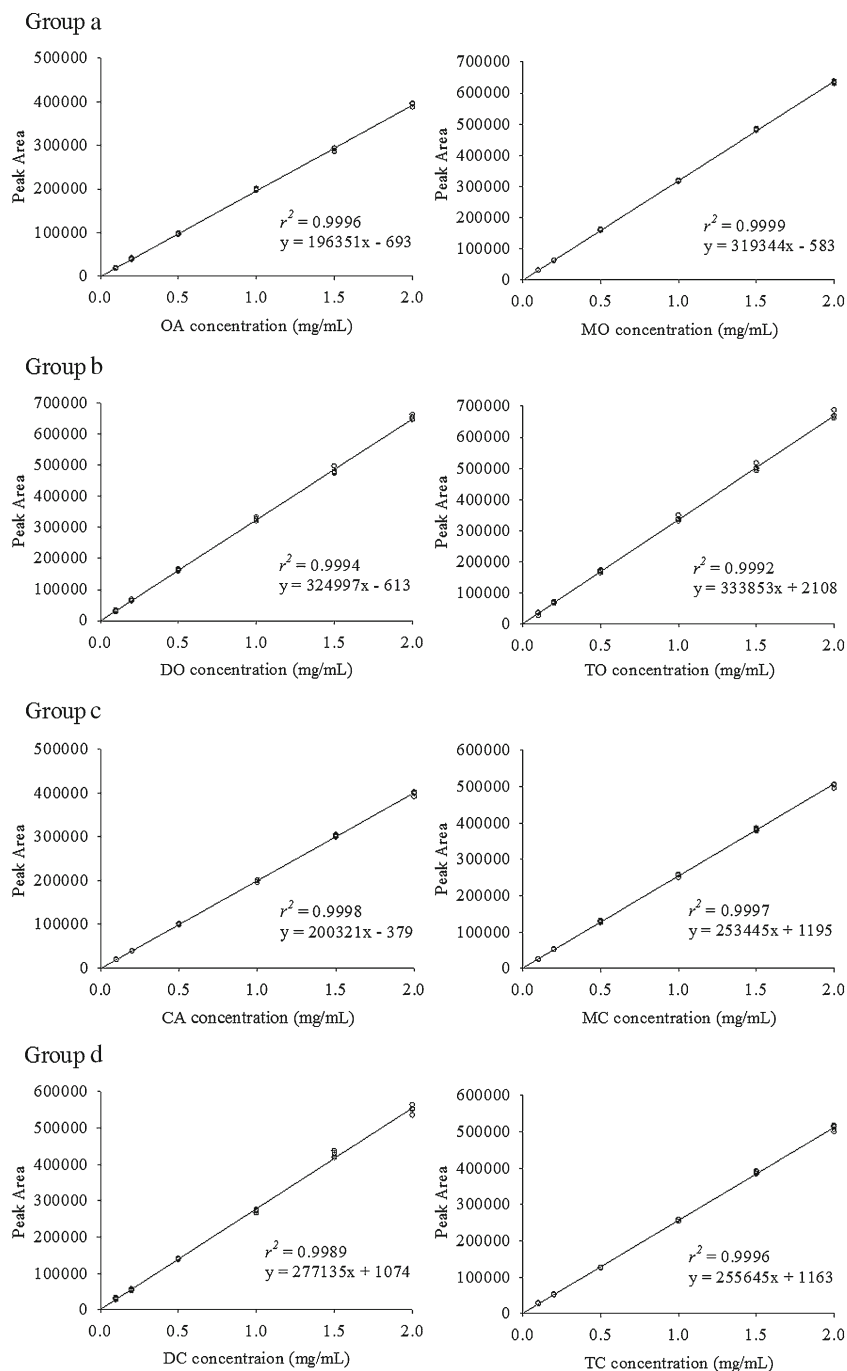 Group a
500000
400000
300000
200000
100000
0
Peak Area
r² = 0.9996
y = 196351x - 693
0.0 0.5 1.0 1.5 2.0
OA concentration (mg/mL)
700000
600000
500000
400000
300000
200000
100000
0
Peak Area
r² = 0.9999
y = 319344x - 583
0.0 0.5 1.0 1.5 2.0
MO concentration (mg/mL)
Group b
700000
600000
500000
400000
300000
200000
100000
0
Peak Area
r² = 0.9994
y = 324997x - 613
0.0 0.5 1.0 1.5 2.0
DO concentration (mg/mL)
700000
600000
500000
400000
300000
200000
100000
0
Peak Area
r² = 0.9992
y = 333853x + 2108
0.0 0.5 1.0 1.5 2.0
TO concentration (mg/mL)
Group c
500000
400000
300000
200000
100000
0
Peak Area
r² = 0.9998
y = 200321x - 379
0.0 0.5 1.0 1.5 2.0
CA concentration (mg/mL)
600000
500000
400000
300000
200000
100000
0
Peak Area
r² = 0.9997
y = 253445x + 1195
0.0 0.5 1.0 1.5 2.0
MC concentration (mg/mL)
Group d
600000
500000
400000
300000
200000
100000
0
Peak Area
r² = 0.9989
y = 277135x + 1074
0.0 0.5 1.0 1.5 2.0
DC concentraion (mg/mL)
600000
500000
400000
300000
200000
100000
0
Peak Area
r² = 0.9996
y = 255645x + 1163
0.0 0.5 1.0 1.5 2.0
TC concentration (mg/mL)